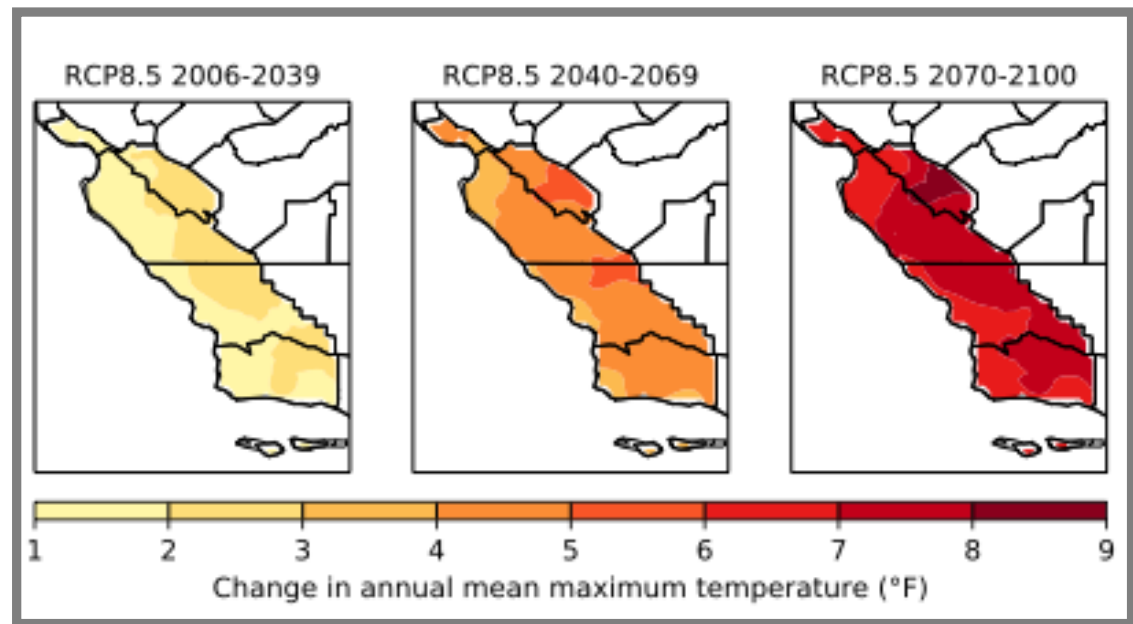 RCP8.5 2006-2039 RCP8.5 2040-2069 RCP8.5 2070-2100
1 2 3 4 5 6 7 8 9
Change in annual mean maximum temperature (°F)